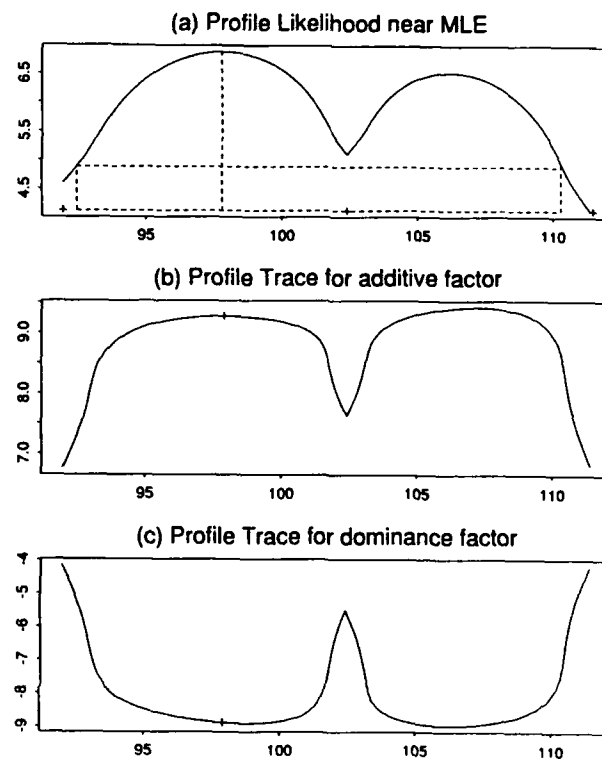 (a) Profile Likelihood near MLE
6.5
5.5
4.5
95 100 105 110
(b) Profile Trace for additive factor
9.0
8.0
7.0
95 100 105 110
(c) Profile Trace for dominance factor
-4
-5
-6
-7
-8
-9
95 100 105 110